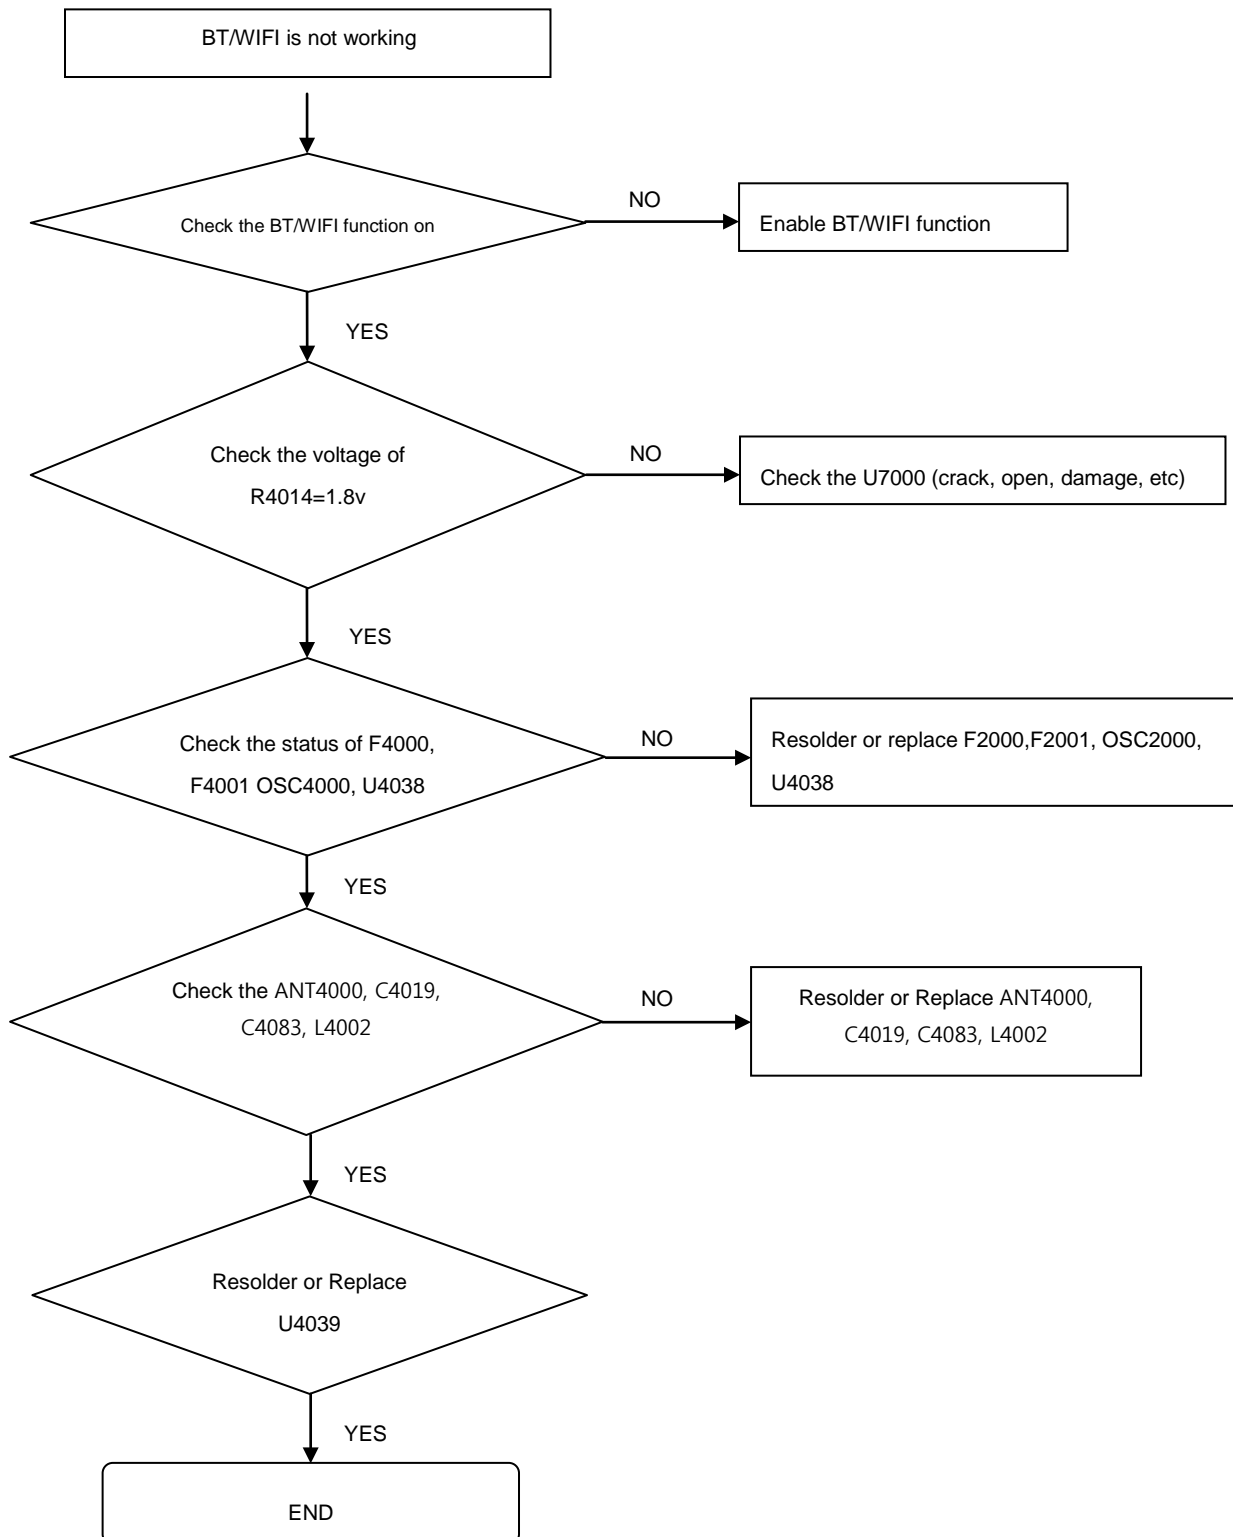 BT/WIFI is not working
Check the BT/WIFI function on
NO
Enable BT/WIFI function
YES
Check the voltage of
R4014=1.8v
NO
Check the U7000 (crack, open, damage, etc)
YES
Check the status of F4000,
F4001 OSC4000, U4038
NO
Resolder or replace F2000,F2001, OSC2000,
U4038
YES
Check the ANT4000, C4019,
C4083, L4002
NO
Resolder or Replace ANT4000,
C4019, C4083, L4002
YES
Resolder or Replace
U4039
YES
END